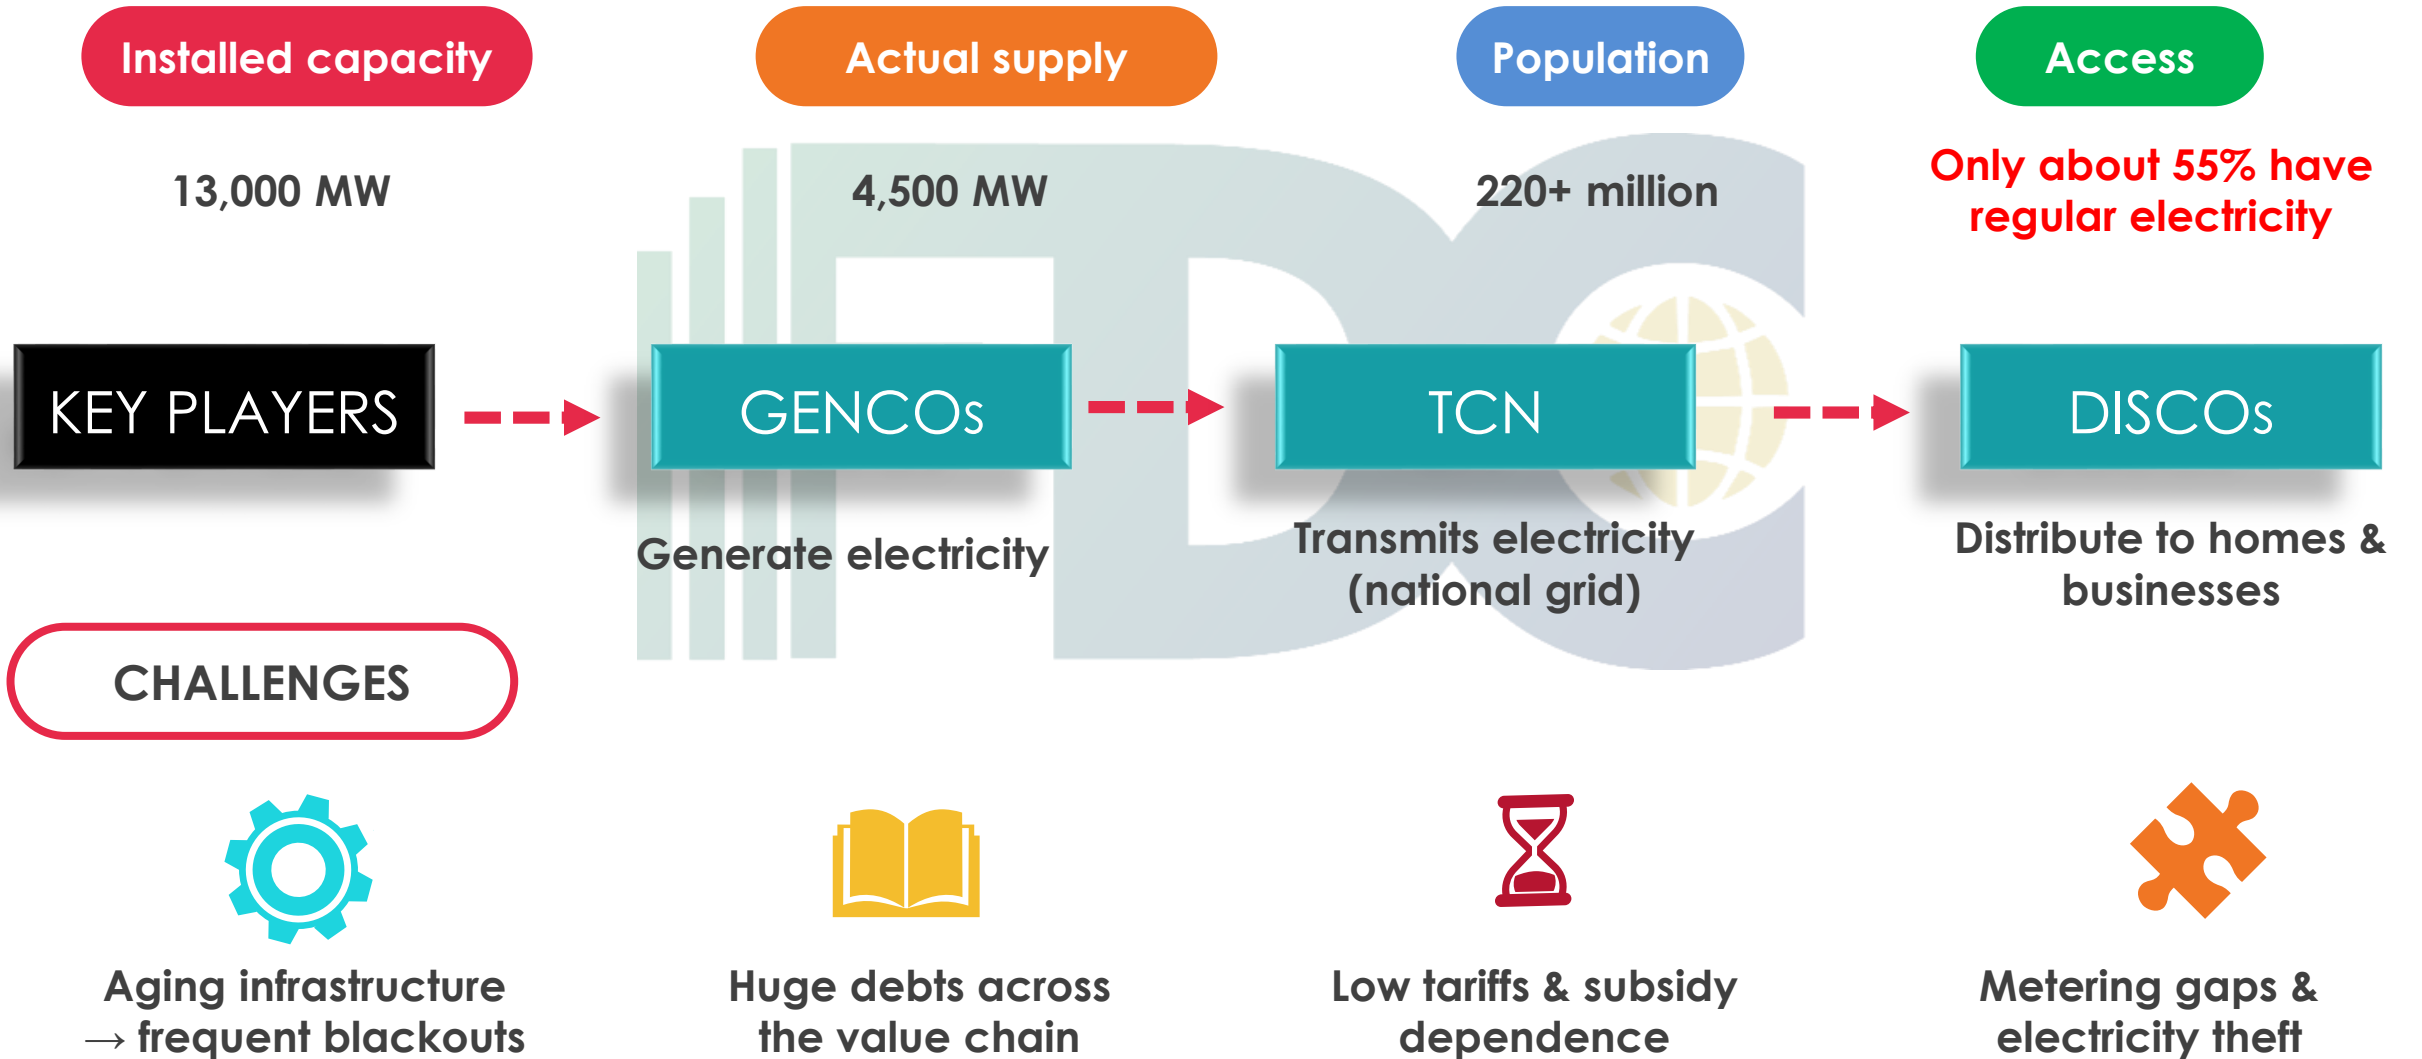 Installed capacity
Actual supply
Population
Access
13,000 MW
4,500 MW
220+ million
Only about 55% have
regular electricity
KEY PLAYERS
GENCOs
TCN
DISCOs
Generate electricity
Transmits electricity
(national grid)
Distribute to homes &
businesses
CHALLENGES
Aging infrastructure
→ frequent blackouts
Huge debts across
the value chain
Low tariffs & subsidy
dependence
Metering gaps &
electricity theft
FDC